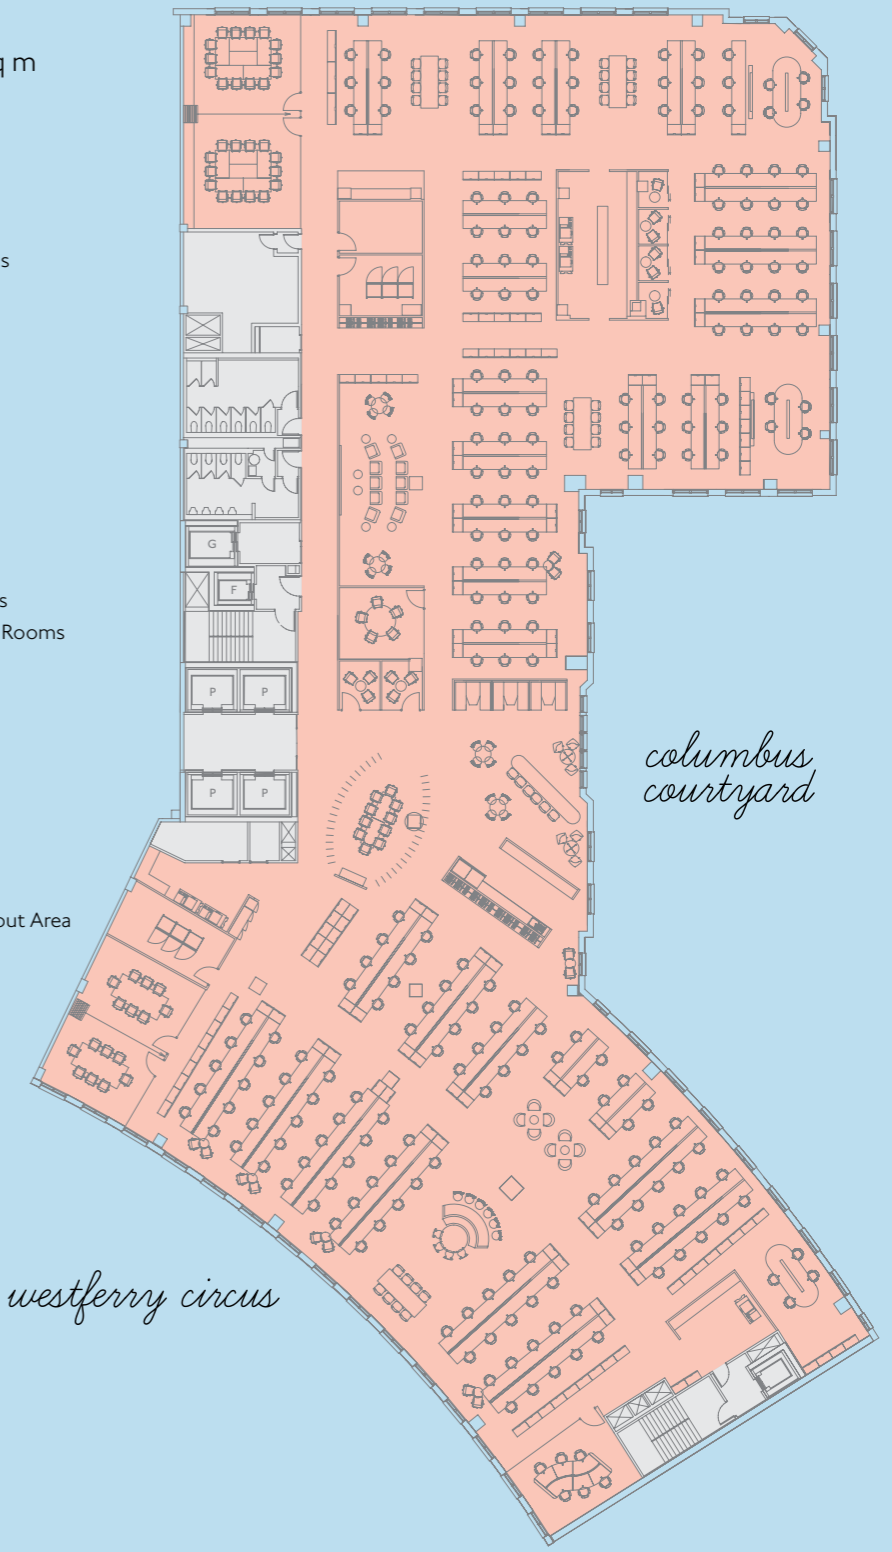 q m
s
s
Rooms
out Area
G
F
P P
P P
columbus
courtyard
westferry circus